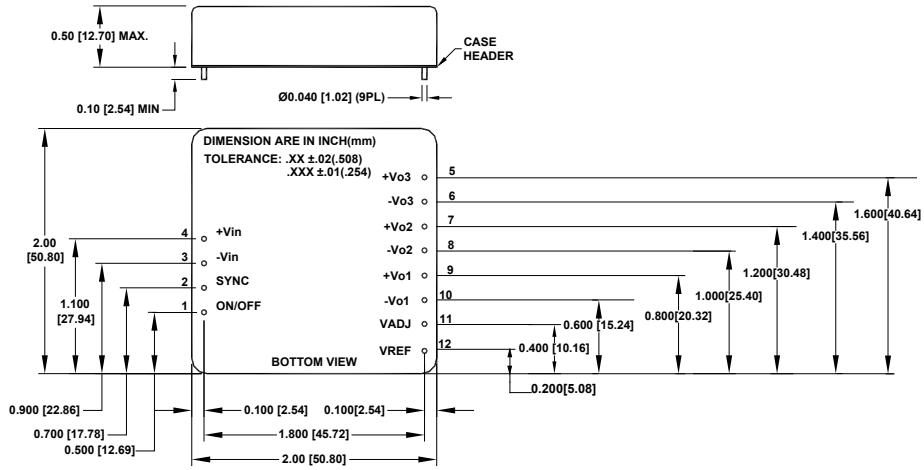 0.50 [12.70] MAX.
CASE
HEADER
0.10 [2.54] MIN
Ø0.040 [1.02] (9PL)
DIMENSION ARE IN INCH(mm)
TOLERANCE: .XX ±.02(.508)
.XXX ±.01(.254)
+Vo3 5
-Vo3 6
+Vo2 7
-Vo2 8
+Vo1 9
-Vo1 10
VADJ 11
VREF 12
4 +Vin
3 -Vin
2 SYNC
1 ON/OFF
2.00
[50.80]
1.100
[27.94]
1.600[40.64]
1.400[35.56]
1.200[30.48]
1.000[25.40]
0.800[20.32]
0.600 [15.24]
0.400 [10.16]
0.200[5.08]
BOTTOM VIEW
0.900 [22.86]
0.700 [17.78]
0.500 [12.69]
0.100 [2.54]
0.100[2.54]
1.800 [45.72]
2.00 [50.80]